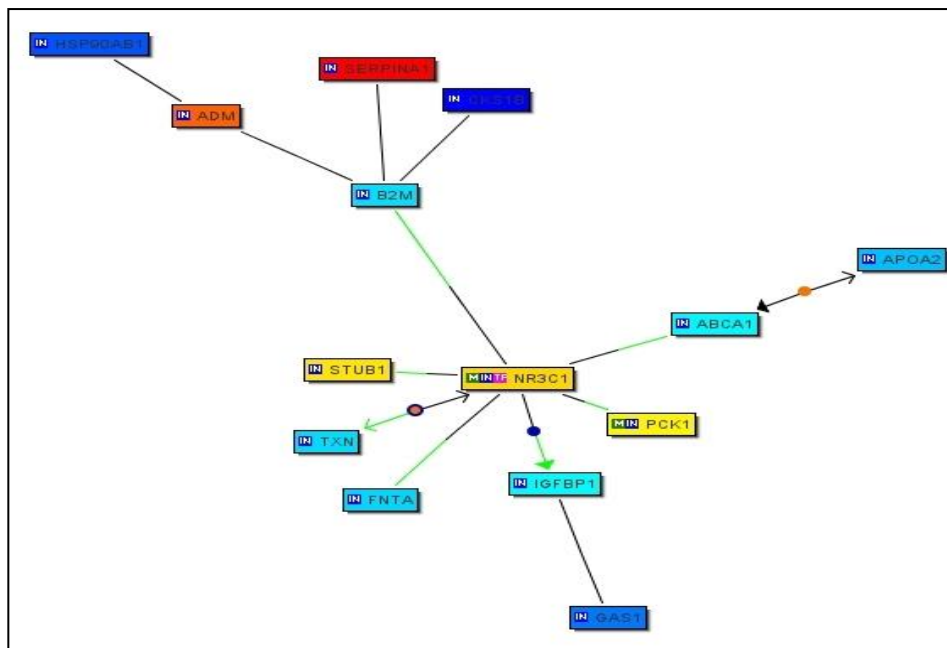 IN HSP90AB1
IN SERPINA1
IN CKS1B
IN ADM
IN B2M
IN APOA2
IN ABCA1
IN STUB1
M IN TF NR3C1
M IN PCK1
IN TXN
IN IGFBP1
IN FNTA
IN GAS1